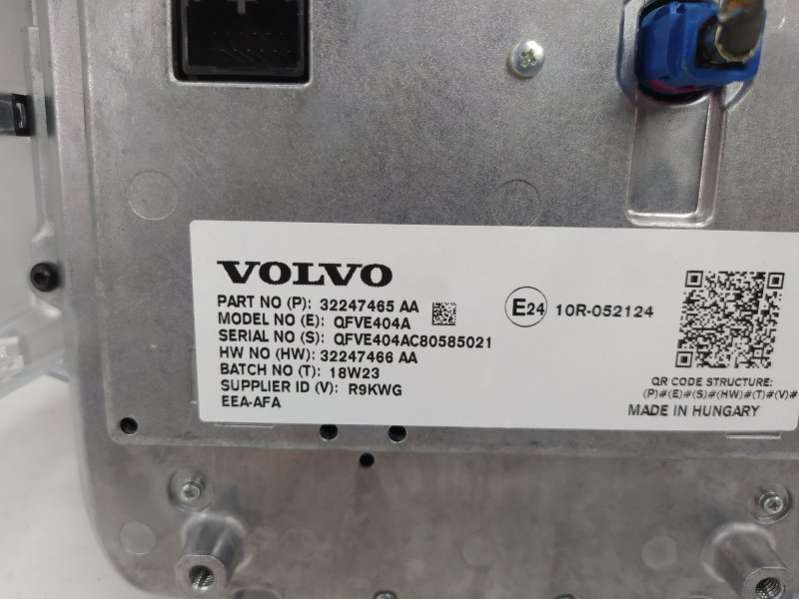 VOLVO
PART NO (P): 32247465 AA
MODEL NO (E): QFVE404A
SERIAL NO (S): QFVE404AC80585021
HW NO (HW): 32247466 AA
BATCH NO (T): 18W23
SUPPLIER ID (V): R9KWG
EEA-AFA
E24 10R-052124
QR CODE STRUCTURE:
(P)#(E)#(S)#(HW)#(T)#(V)#
MADE IN HUNGARY